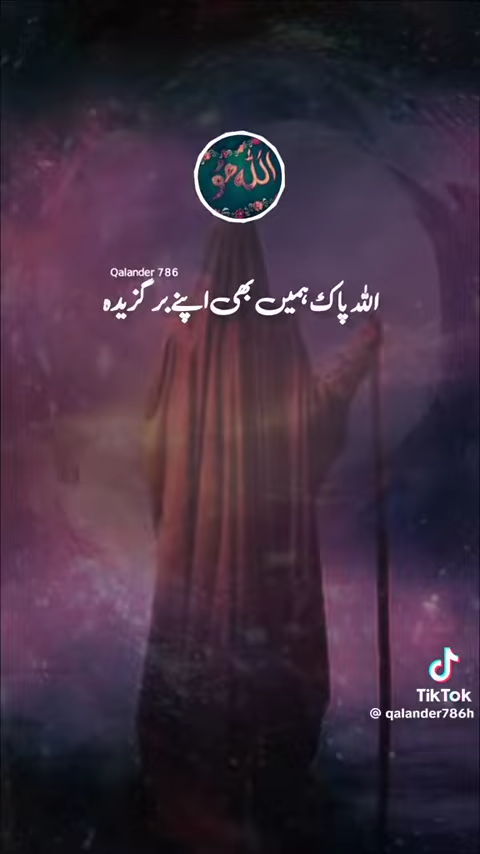 اللہ ھو
Qalander 786
اللہ پاک ہمیں بھی اپنے برگزیدہ
TikTok
@ qalander786h